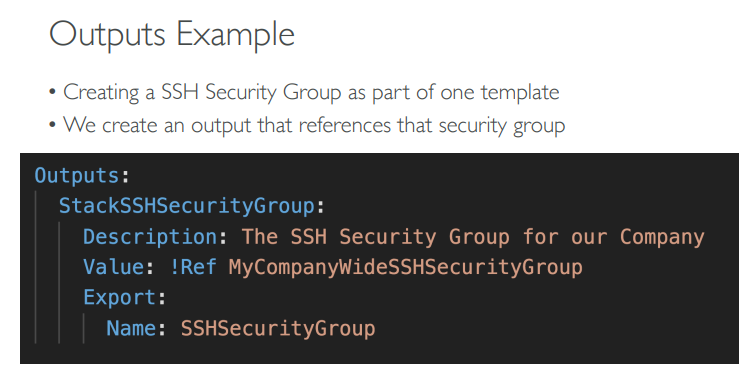 Outputs Example
• Creating a SSH Security Group as part of one template
• We create an output that references that security group
Outputs:
StackSSHSecurityGroup:
Description: The SSH Security Group for our Company
Value: !Ref MyCompanyWideSSHSecurityGroup
Export:
Name: SSHSecurityGroup